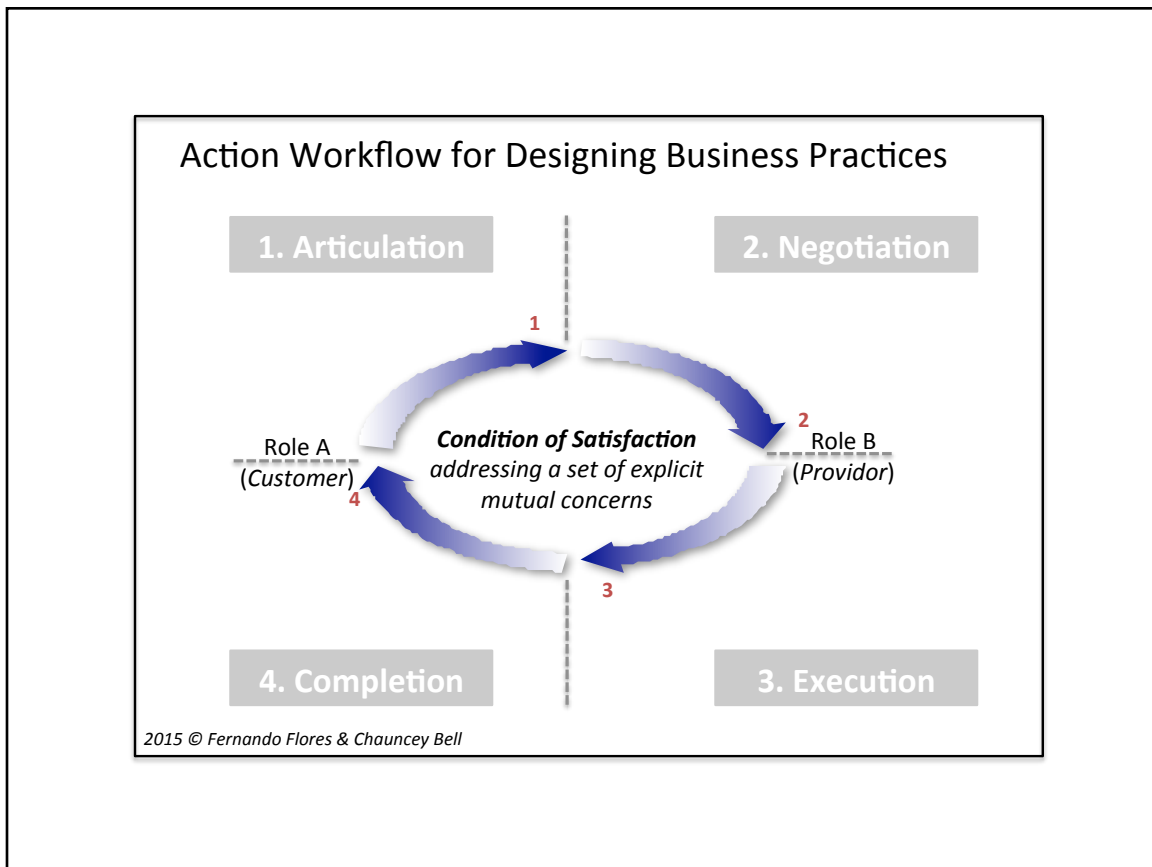 Action Workflow for Designing Business Practices
1. Articulation
2. Negotiation
1
2
Role A
(Customer)
4
Condition of Satisfaction
addressing a set of explicit
mutual concerns
Role B
(Providor)
3
4. Completion
3. Execution
2015 © Fernando Flores & Chauncey Bell